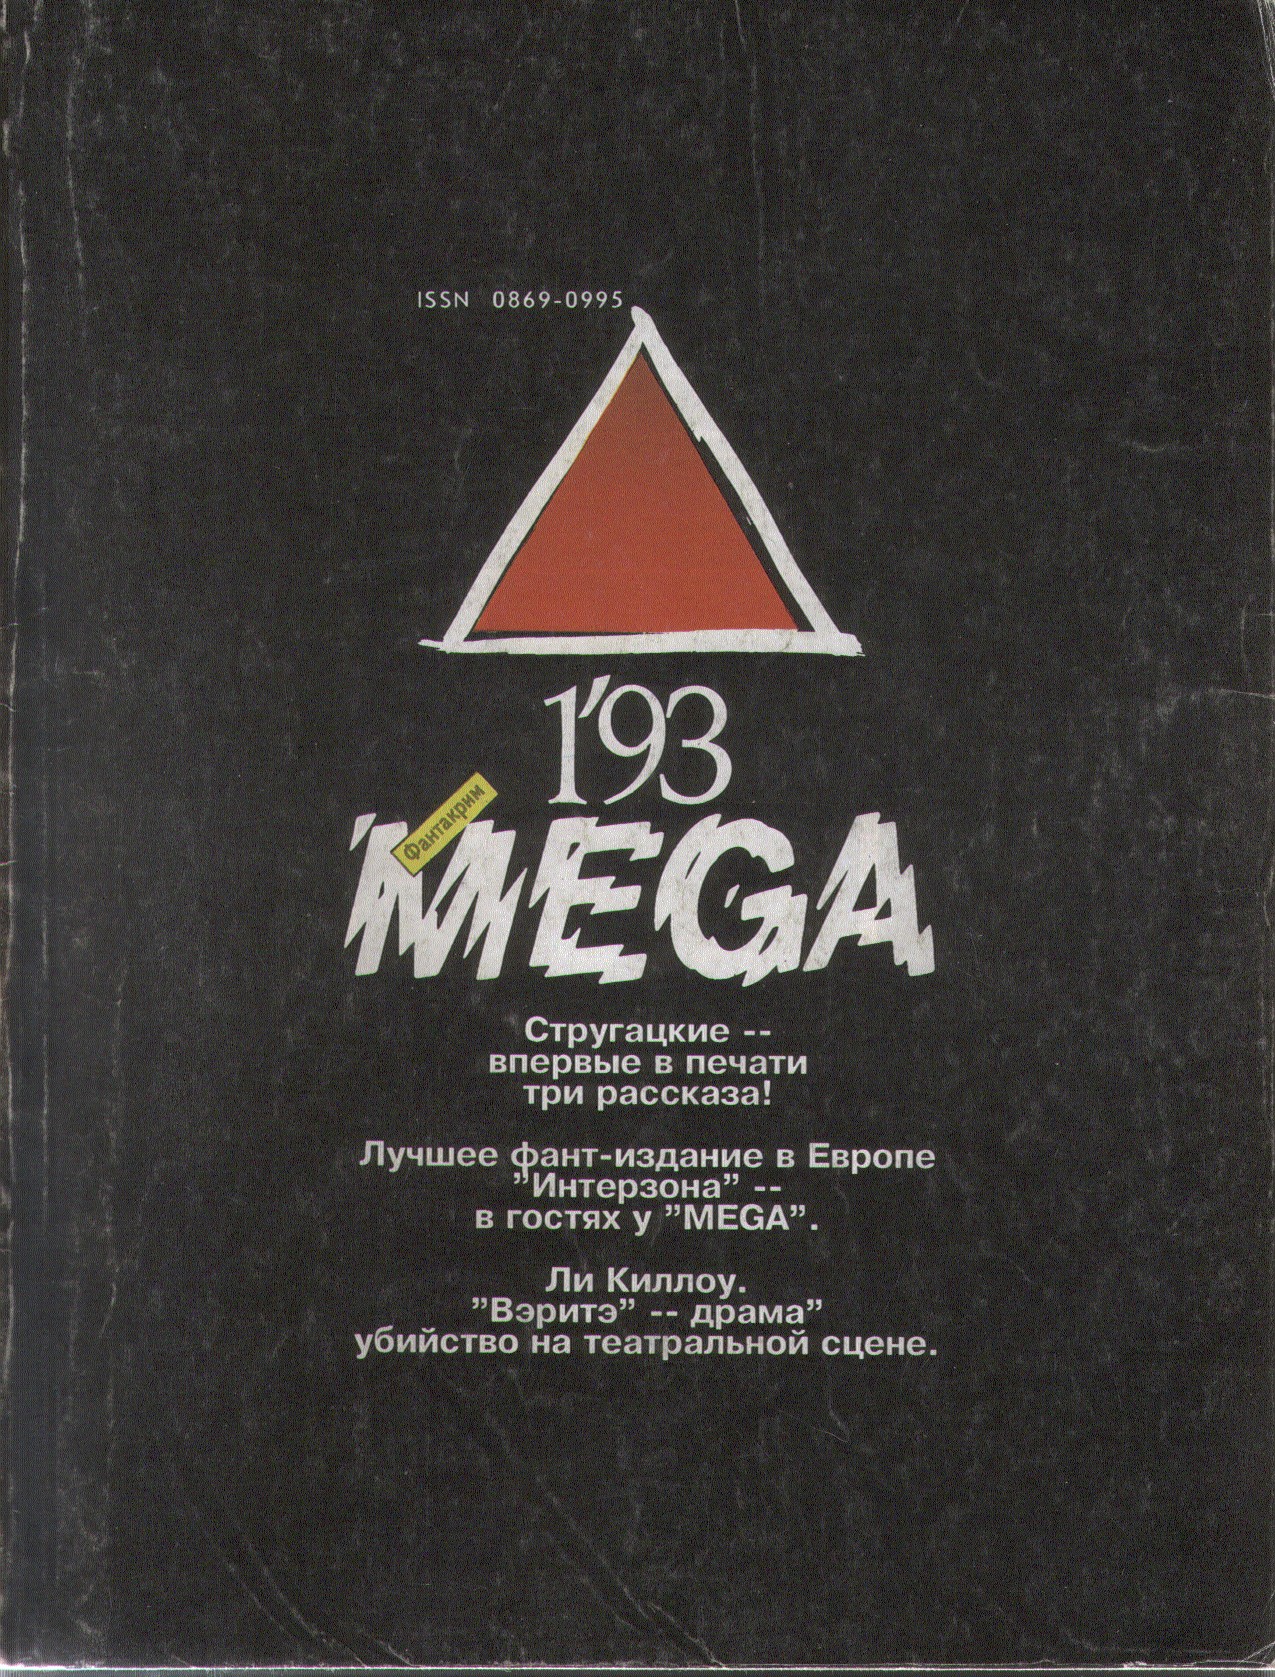 ISSN 0869-0995
1'93
Фантакрим
MEGA
Стругацкие --
впервые в печати
три рассказа!
Лучшее фант-издание в Европе
”Интерзона” --
в гостях у ”MEGA”.
Ли Киллоу.
”Вэритэ” -- драма”
убийство на театральной сцене.